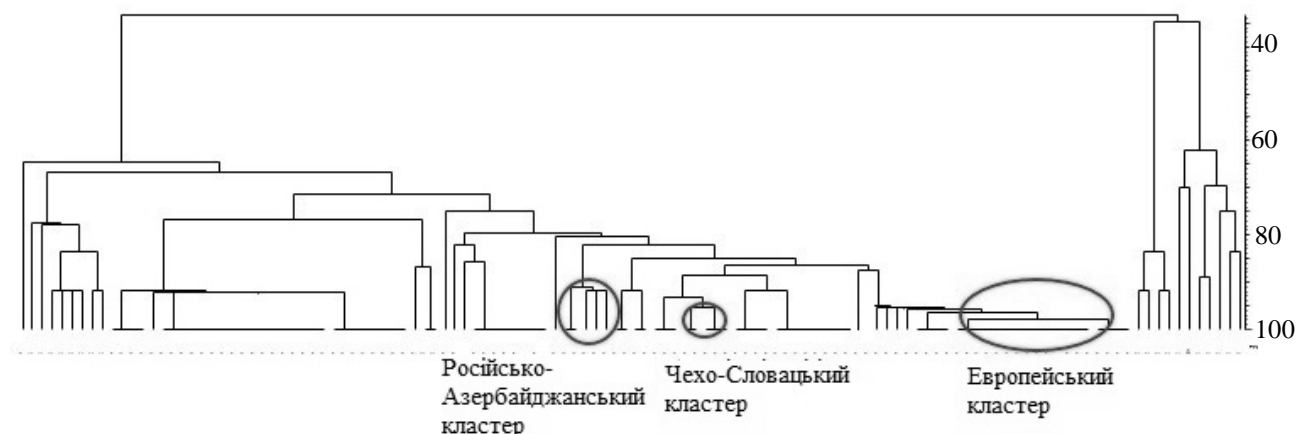 40
60
80
100
Російсько-
Азербайджанський
кластер
Чехо-Словацький
кластер
Европейський
кластер